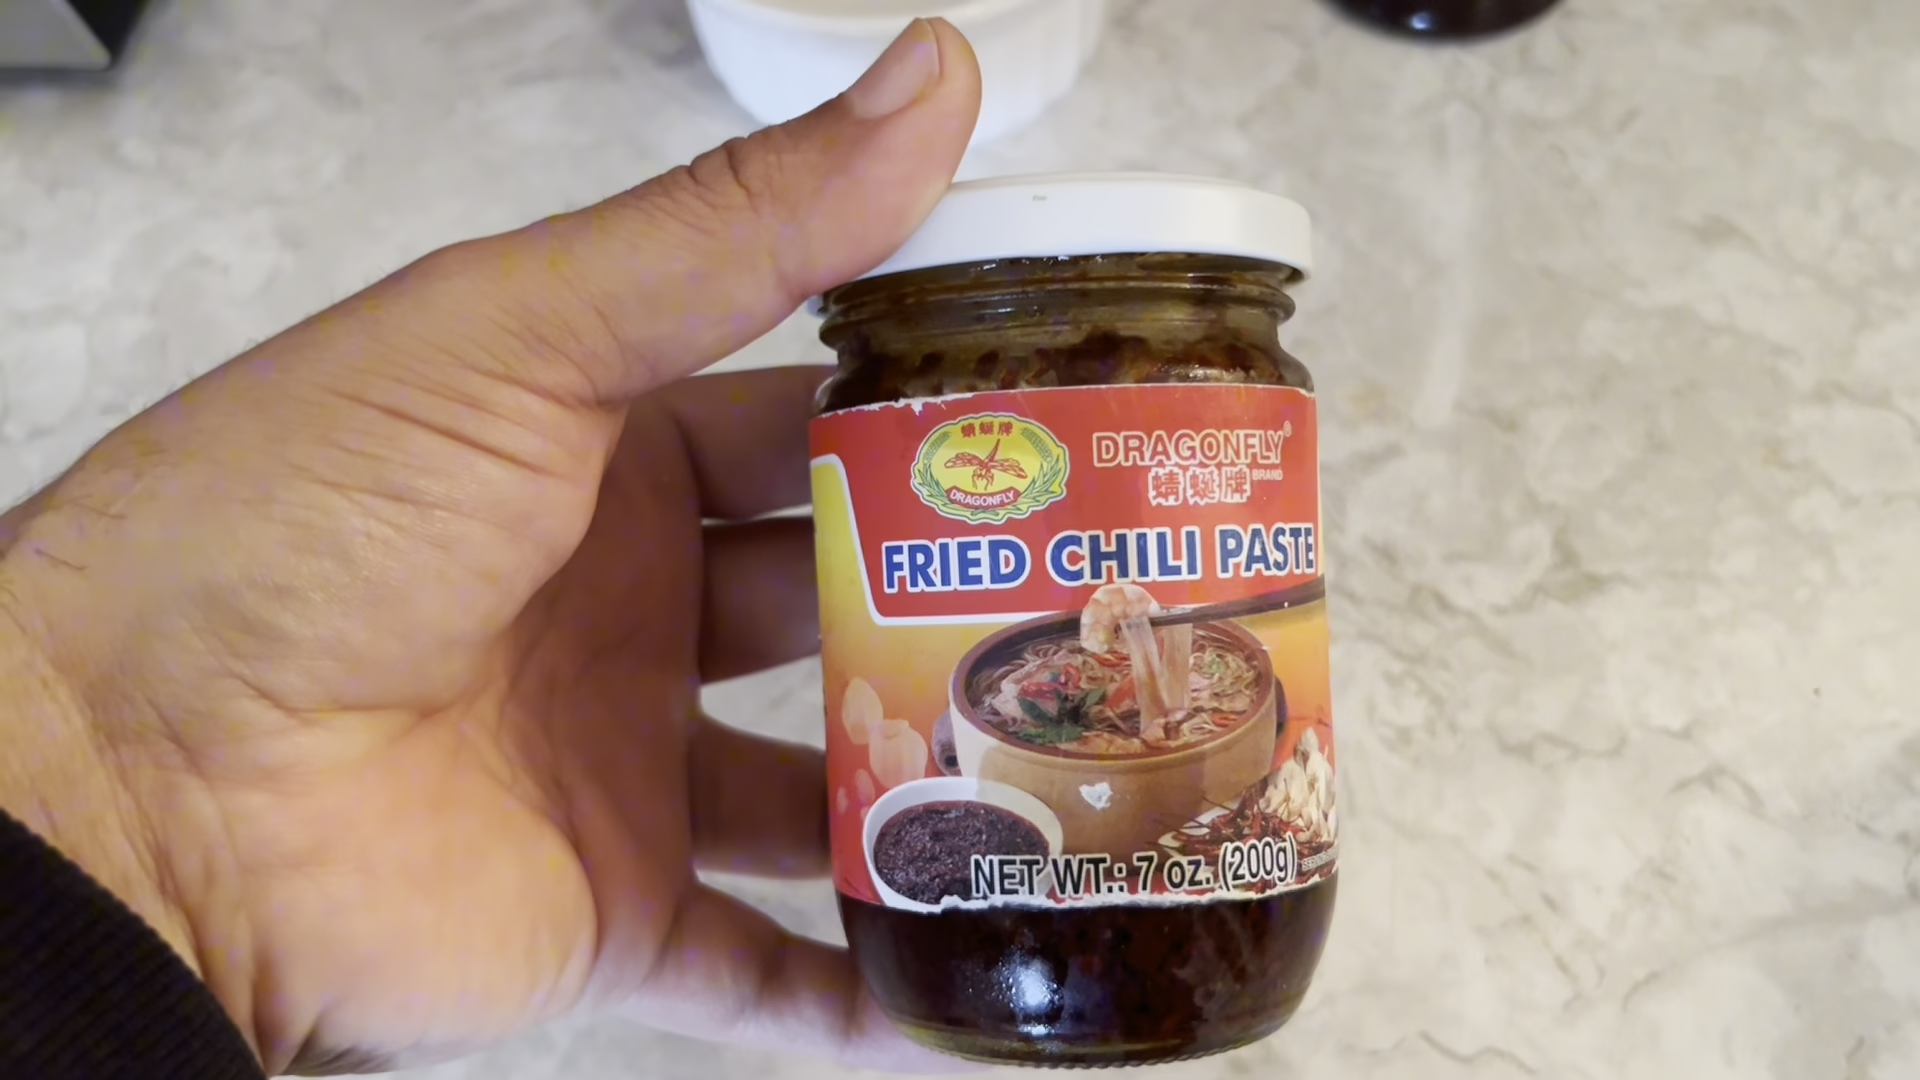 蜻蜓牌
DRAGONFLY
DRAGONFLY®
蜻蜓牌 BRAND
FRIED CHILI PASTE
NET WT.: 7 oz. (200g)